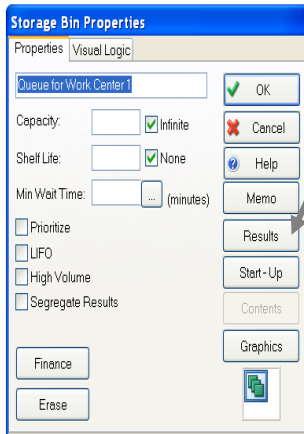 Storage Bin Properties
Properties Visual Logic
Queue for Work Center 1
Capacity: Infinite
Shelf Life: None
Min Wait Time: ... (minutes)
Prioritize
LIFO
High Volume
Segregate Results
Finance
Erase
OK
Cancel
Help
Memo
Results
Start-Up
Contents
Graphics